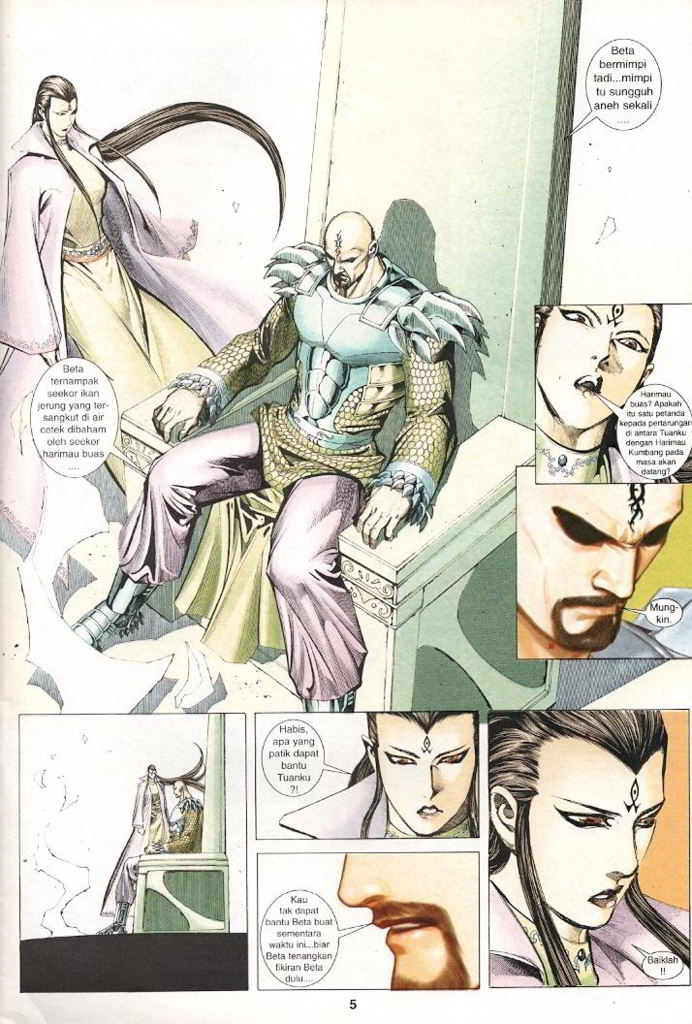 Beta
bermimpi
tadi...mimpi
tu sungguh
aneh sekali
....
Beta
ternampak
seekor ikan
jerung yang ter-
sangkut di air
cetek dibaham
oleh seekor
harimau buas
....
Harimau
buas? Apakah
itu satu petanda
kepada pertarungan
di antara Tuanku
dengan Harimau
Kumbang pada
masa akan
datang?
Mung-
kin.
Habis,
apa yang
patik dapat
bantu
Tuanku
?!
Kau
tak dapat
bantu Beta buat
sementara
waktu ini...biar
Beta tenangkan
fikiran Beta
dulu....
Baiklah
!!
5